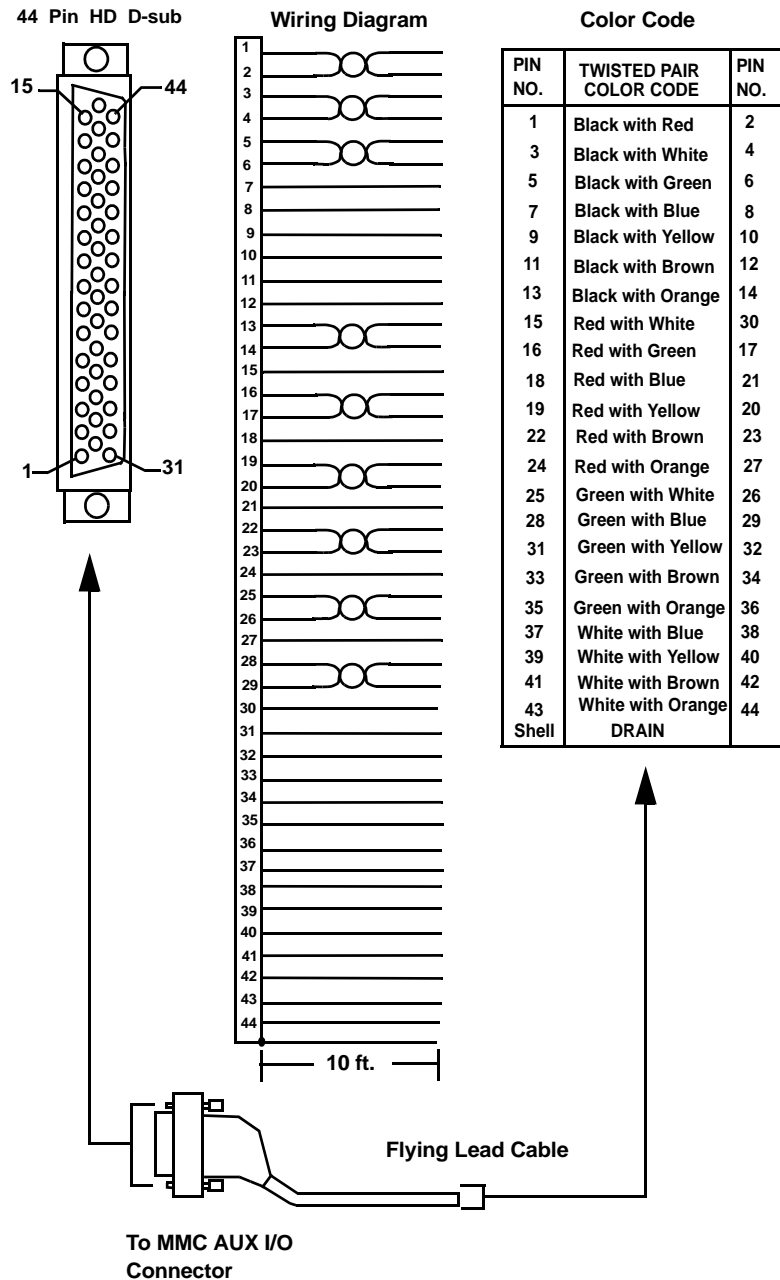 44 Pin HD D-sub
15
44
1
31
Wiring Diagram
1
2
3
4
5
6
7
8
9
10
11
12
13
14
15
16
17
18
19
20
21
22
23
24
25
26
27
28
29
30
31
32
33
34
35
36
37
38
39
40
41
42
43
44
10 ft.
Color Code
PIN NO. TWISTED PAIR COLOR CODE PIN NO.
1 Black with Red 2
3 Black with White 4
5 Black with Green 6
7 Black with Blue 8
9 Black with Yellow 10
11 Black with Brown 12
13 Black with Orange 14
15 Red with White 30
16 Red with Green 17
18 Red with Blue 21
19 Red with Yellow 20
22 Red with Brown 23
24 Red with Orange 27
25 Green with White 26
28 Green with Blue 29
31 Green with Yellow 32
33 Green with Brown 34
35 Green with Orange 36
37 White with Blue 38
39 White with Yellow 40
41 White with Brown 42
43 White with Orange 44
Shell DRAIN
Flying Lead Cable
To MMC AUX I/O
Connector